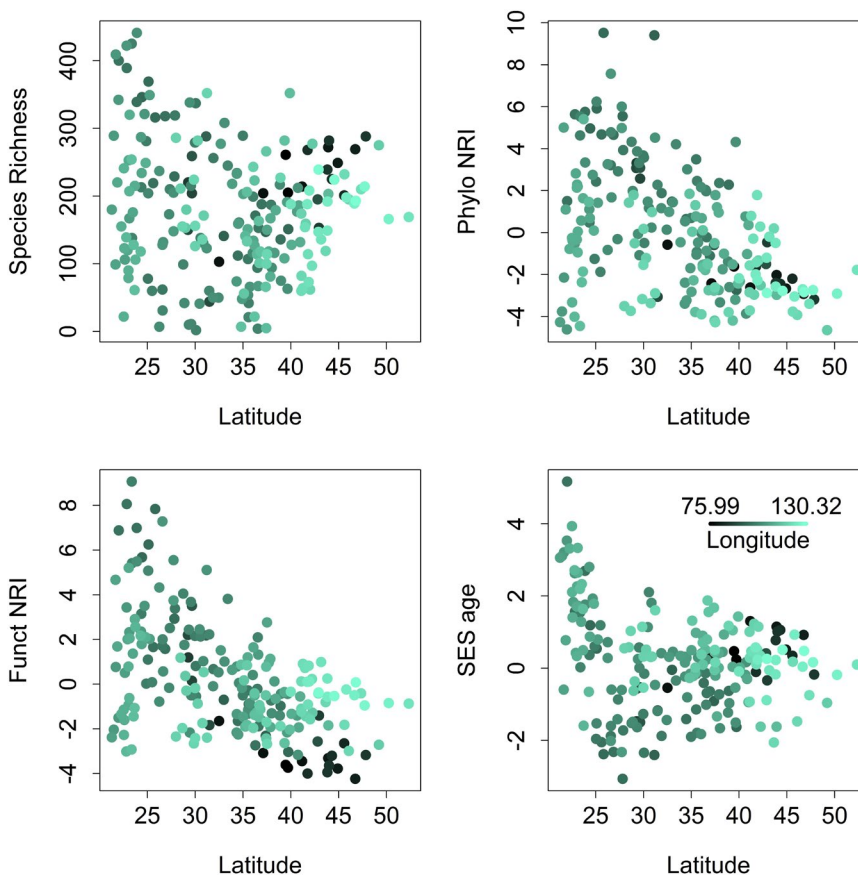 Species Richness
0 100 200 300 400
25 30 35 40 45 50
Latitude
Phylo NRI
-4 -2 0 2 4 6 8 10
25 30 35 40 45 50
Latitude
Funct NRI
-4 -2 0 2 4 6 8
25 30 35 40 45 50
Latitude
SES age
-2 0 2 4
75.99 130.32
Longitude
25 30 35 40 45 50
Latitude